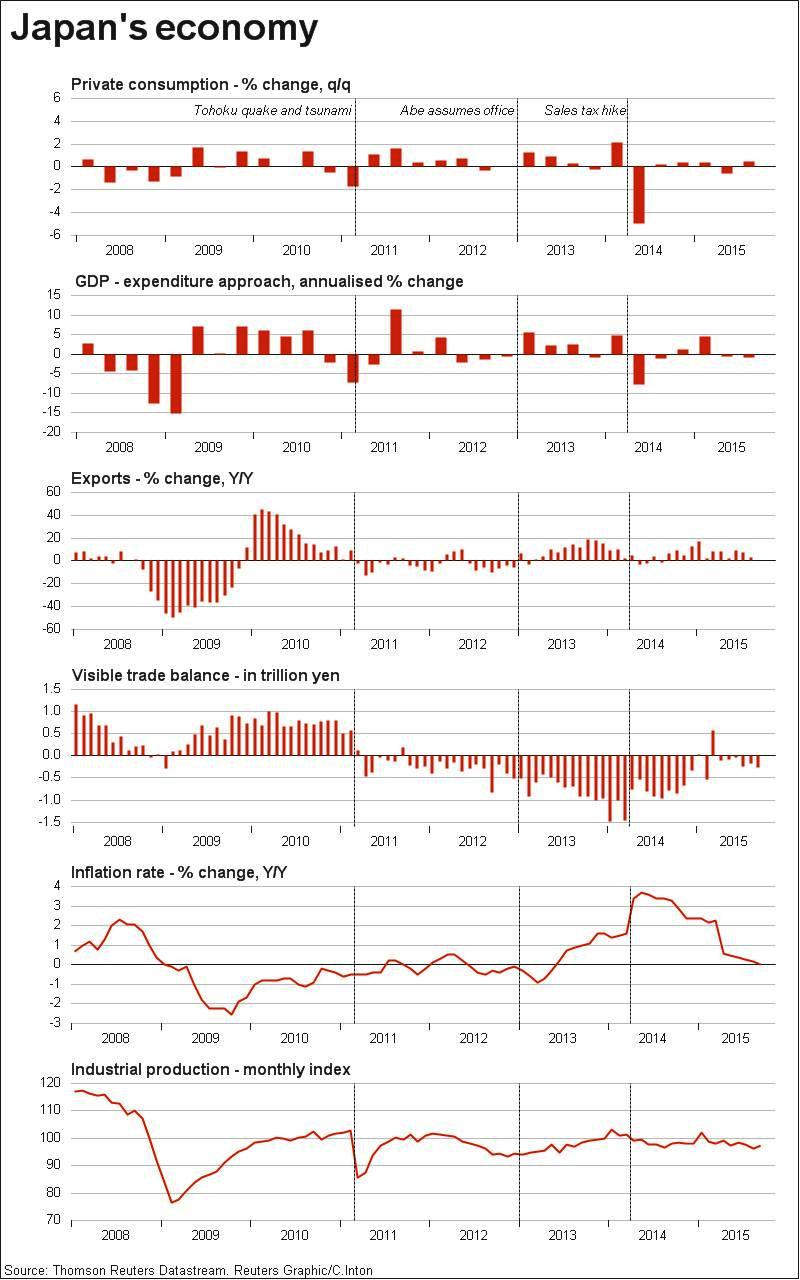 Japan's economy
Private consumption - % change, q/q
6
Tohoku quake and tsunami Abe assumes office Sales tax hike
4
2
0
-2
-4
-6
2008 2009 2010 2011 2012 2013 2014 2015
GDP - expenditure approach, annualised % change
15
10
5
0
-5
-10
-15
-20
2008 2009 2010 2011 2012 2013 2014 2015
Exports - % change, Y/Y
60
40
20
0
-20
-40
-60
2008 2009 2010 2011 2012 2013 2014 2015
Visible trade balance - in trillion yen
1.5
1.0
0.5
0.0
-0.5
-1.0
-1.5
2008 2009 2010 2011 2012 2013 2014 2015
Inflation rate - % change, Y/Y
4
3
2
1
0
-1
-2
-3
2008 2009 2010 2011 2012 2013 2014 2015
Industrial production - monthly index
120
110
100
90
80
70
2008 2009 2010 2011 2012 2013 2014 2015
Source: Thomson Reuters Datastream. Reuters Graphic/C.Inton